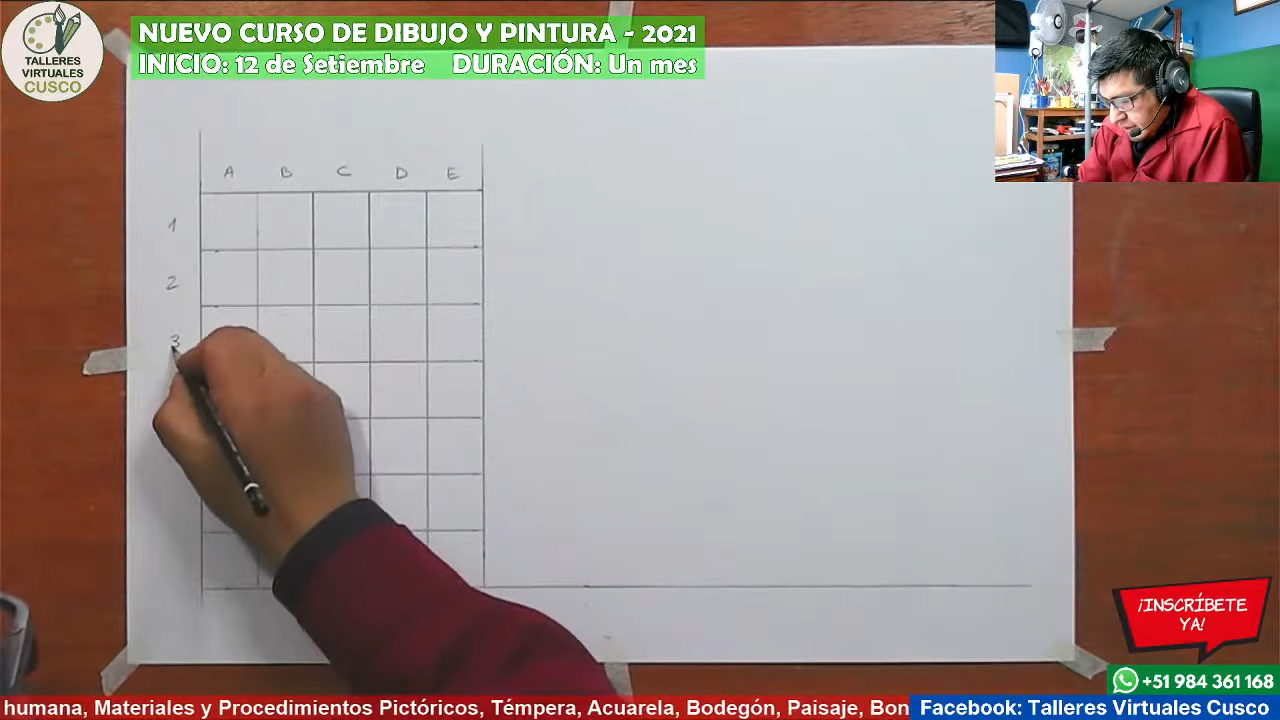 TALLERES
VIRTUALES
CUSCO
NUEVO CURSO DE DIBUJO Y PINTURA - 2021
INICIO: 12 de Setiembre DURACIÓN: Un mes
A B C D E
1
2
3
¡INSCRÍBETE
YA!
+51 984 361 168
humana, Materiales y Procedimientos Pictóricos, Témpera, Acuarela, Bodegón, Paisaje, Bon
Facebook: Talleres Virtuales Cusco